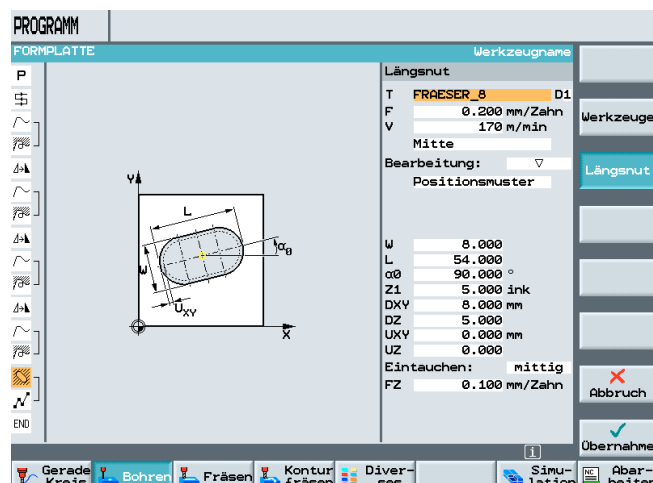 PROGRAMM
FORMPLATTE
Werkzeugname
P
END
Y
X
L
W
α0
UXY
Längsnut
T FRAESER_8 D1
F 0.200 mm/Zahn
V 170 m/min
Mitte
Bearbeitung: ▽
Positionsmuster
W 8.000
L 54.000
α0 90.000 °
Z1 5.000 ink
DXY 8.000 mm
DZ 5.000
UXY 0.000 mm
UZ 0.000
Eintauchen: mittig
FZ 0.100 mm/Zahn
i
Werkzeuge
Längsnut
Abbruch
Übernahme
Gerade Kreis
Bohren
Fräsen
Kontur fräsen
Diver- ses
Simu- lation
NC Abar- beiten